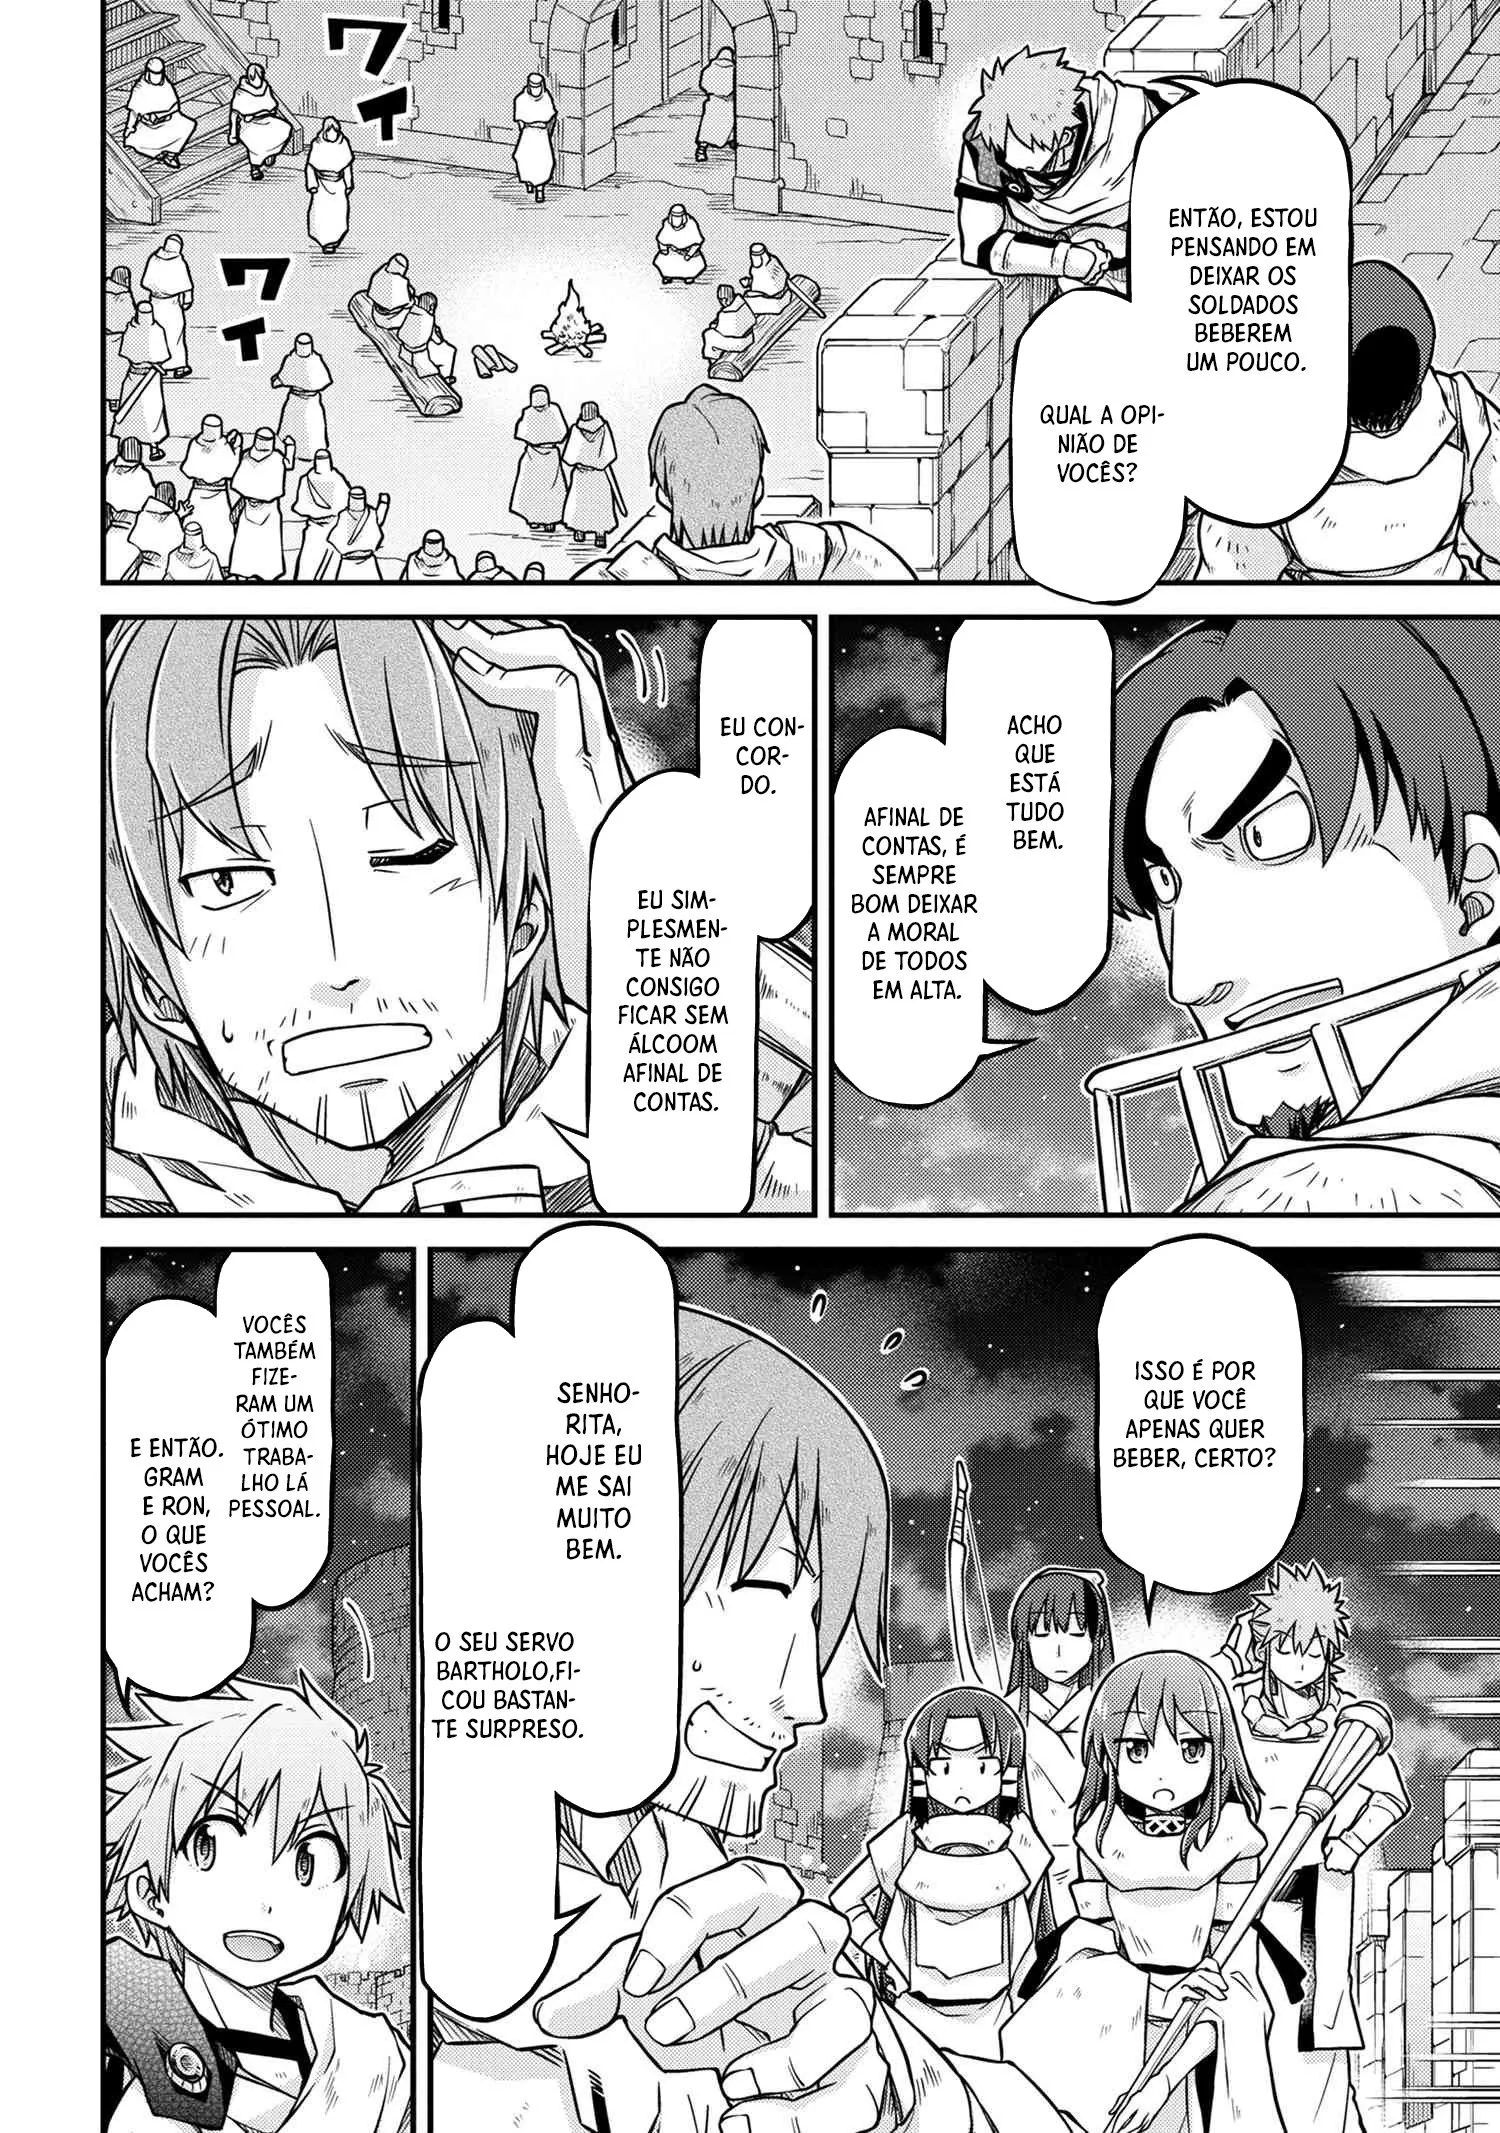 ENTÃO, ESTOU
PENSANDO EM
DEIXAR OS
SOLDADOS
BEBEREM
UM POUCO.
QUAL A OPI-
NIÃO DE
VOCÊS?
ワイ
ワイ
ACHO
QUE
ESTÁ
TUDO
BEM.
AFINAL DE
CONTAS, É
SEMPRE
BOM DEIXAR
A MORAL
DE TODOS
EM ALTA.
EU CON-
COR-
DO.
EU SIM-
PLESMEN-
TE NÃO
CONSIGO
FICAR SEM
ÁLCOOM
AFINAL DE
CONTAS.
ISSO É POR
QUE VOCÊ
APENAS QUER
BEBER, CERTO?
SENHO-
RITA,
HOJE EU
ME SAI
MUITO
BEM.
O SEU SERVO
BARTHOLO,FI-
COU BASTAN-
TE SURPRESO.
VOCÊS
TAMBÉM
FIZE-
RAM UM
ÓTIMO
TRABA-
LHO LÁ
PESSOAL.
E ENTÃO.
GRAM
E RON,
O QUE
VOCÊS
ACHAM?